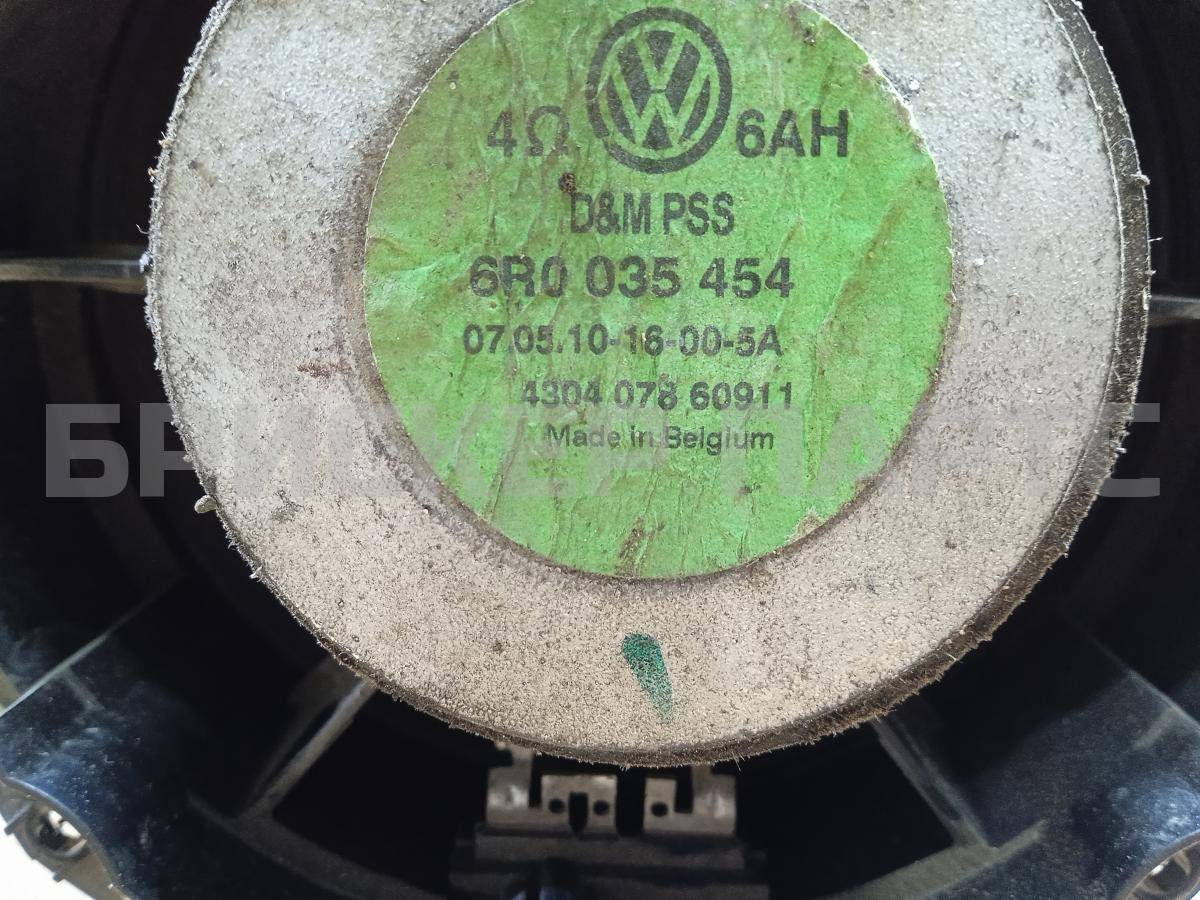 4Ω 6AH
D&M PSS
6R0 035 454
07.05.10-16-00-5A
4304 078 60911
Made in Belgium